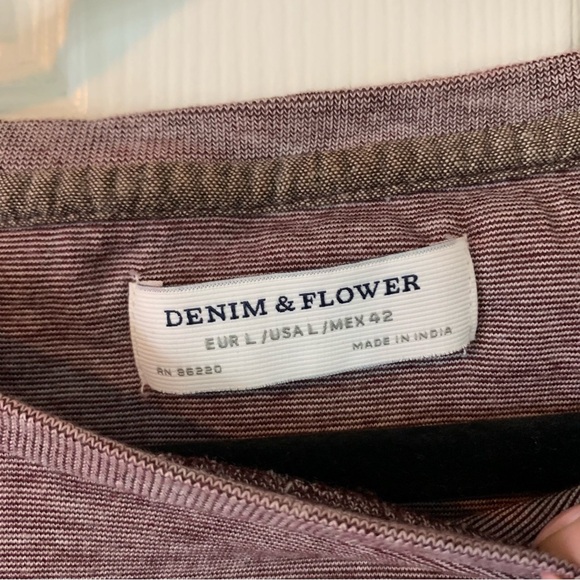 DENIM & FLOWER
EUR L / USA L / MEX 42
MADE IN INDIA
RN 86220